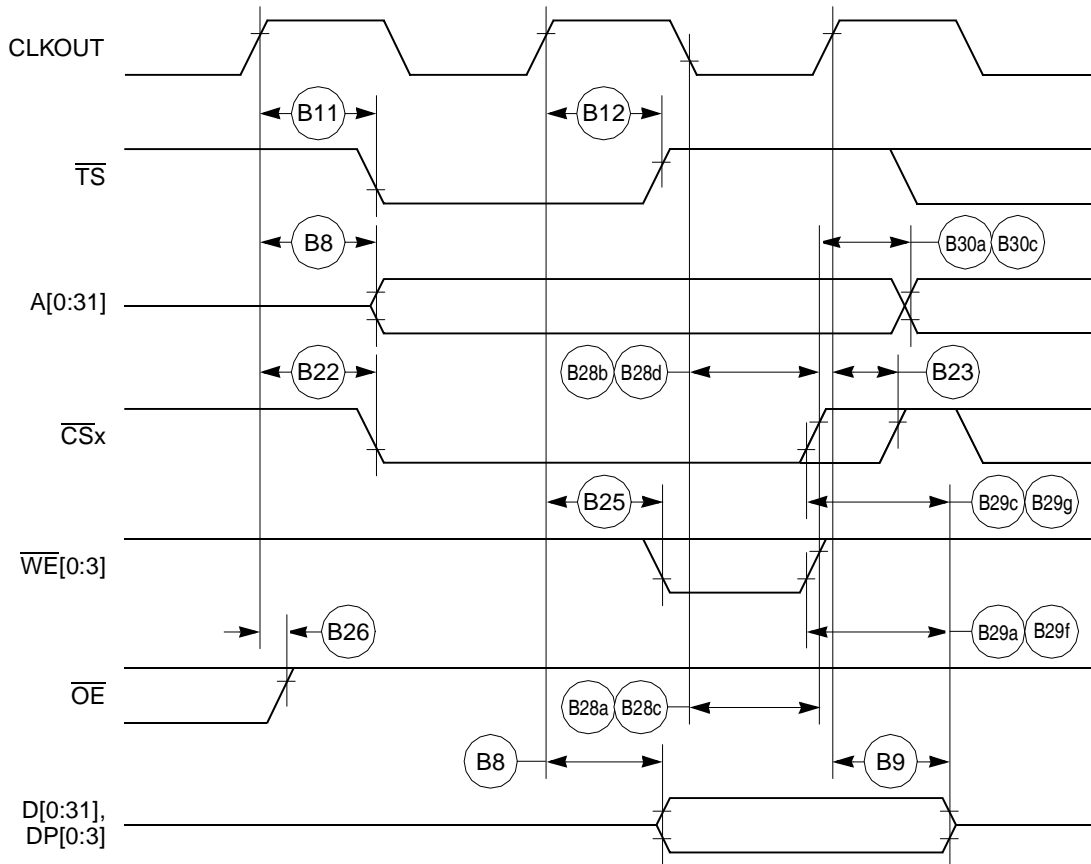 CLKOUT
B11
B12
TS
B8
B30a B30c
A[0:31]
B22
B28b B28d
B23
CSx
B25
B29c B29g
WE[0:3]
B26
B29a B29f
OE
B28a B28c
B8
B9
D[0:31],
DP[0:3]